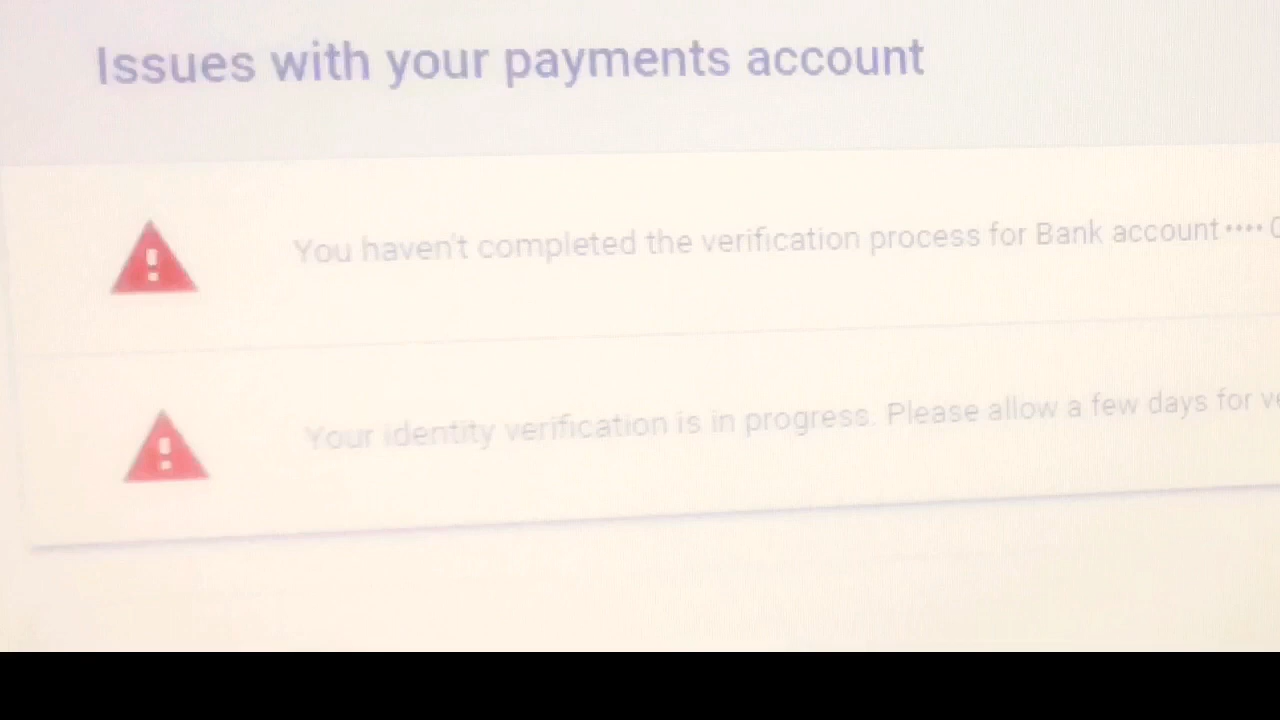 Issues with your payments account
You haven't completed the verification process for Bank account ····
Your identity verification is in progress. Please allow a few days for